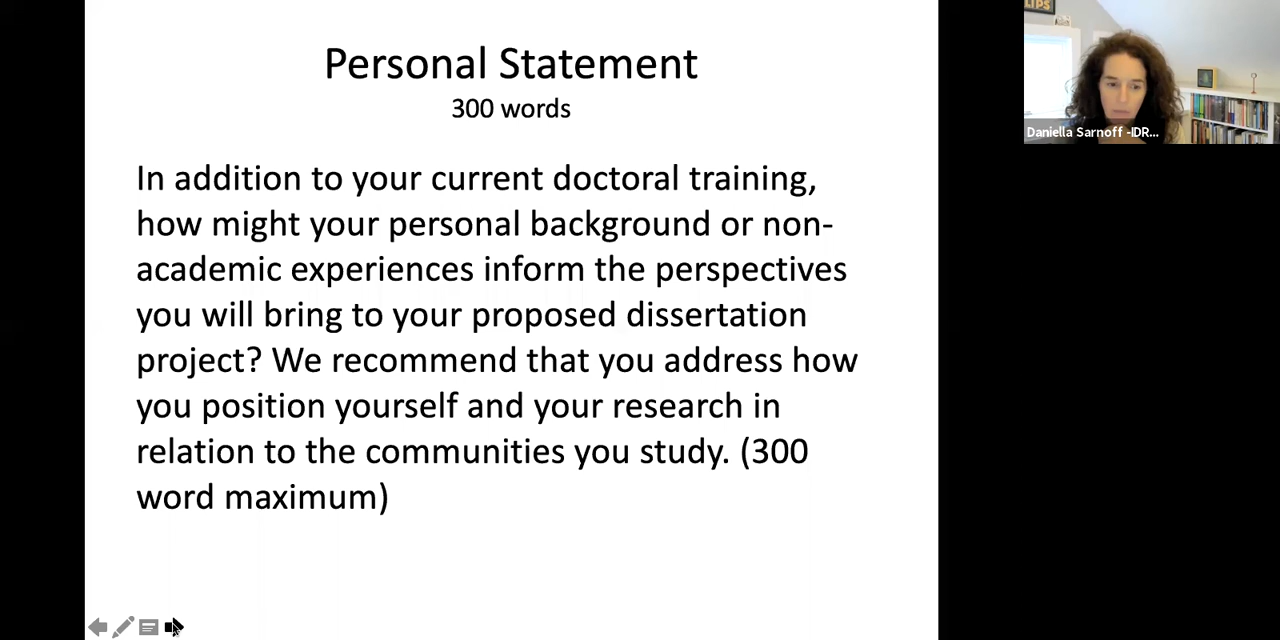 Personal Statement
300 words
In addition to your current doctoral training,
how might your personal background or non-
academic experiences inform the perspectives
you will bring to your proposed dissertation
project? We recommend that you address how
you position yourself and your research in
relation to the communities you study. (300
word maximum)
LIPS
Daniella Sarnoff -IDR...